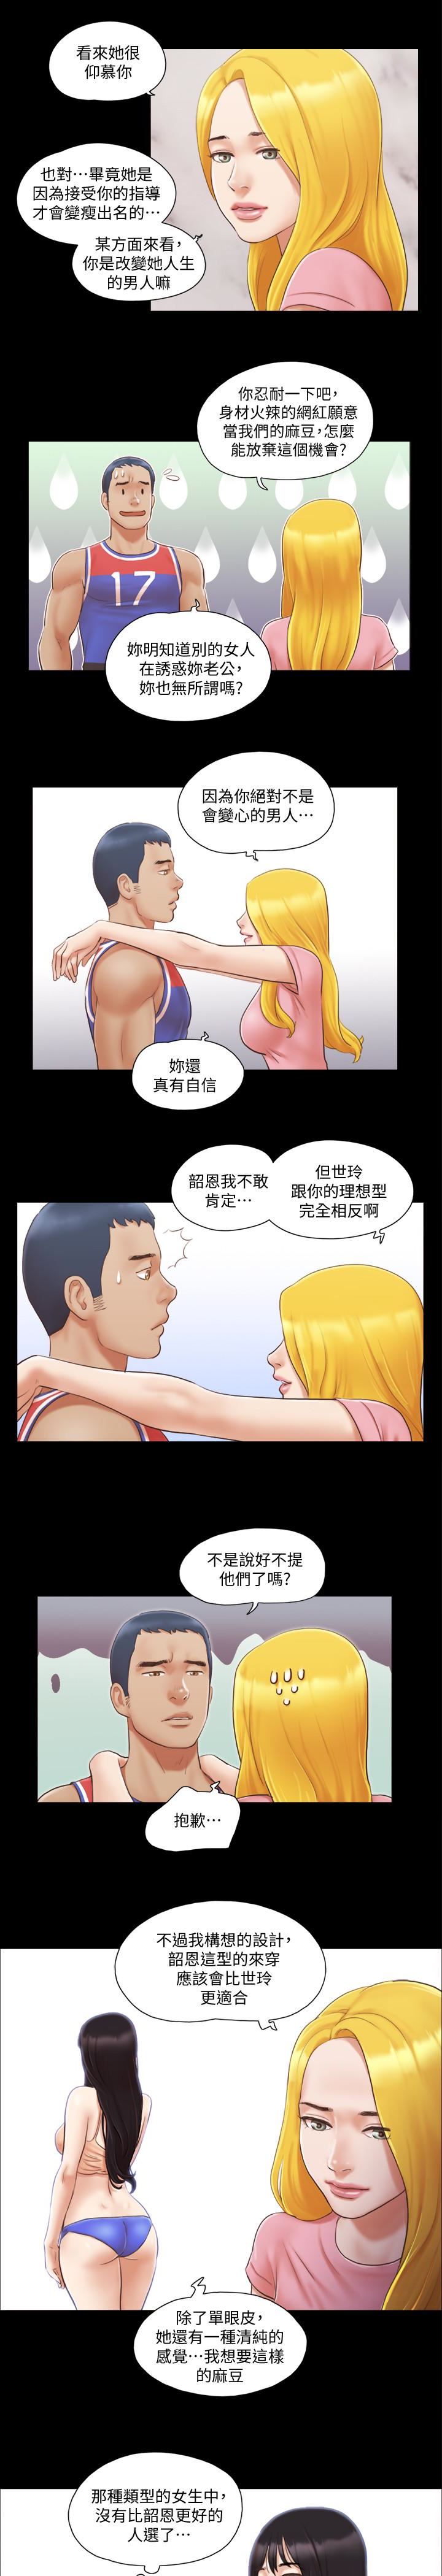 看來她很
仰慕你
也對⋯畢竟她是
因為接受你的指導
才會變瘦出名的⋯
某方面來看，
你是改變她人生
的男人嘛
你忍耐一下吧，
身材火辣的網紅願意
當我們的麻豆，怎麼
能放棄這個機會？
17
妳明知道別的女人
在誘惑妳老公，
妳也無所謂嗎？
因為你絕對不是
會變心的男人⋯
妳還
真有自信
韶恩我不敢
肯定⋯
但世玲
跟你的理想型
完全相反啊
不是說好不提
他們了嗎？
抱歉⋯
不過我構想的設計，
韶恩這型的來穿
應該會比世玲
更適合
除了單眼皮，
她還有一種清純的
感覺⋯我想要這樣
的麻豆
那種類型的女生中，
沒有比韶恩更好的
人選了⋯